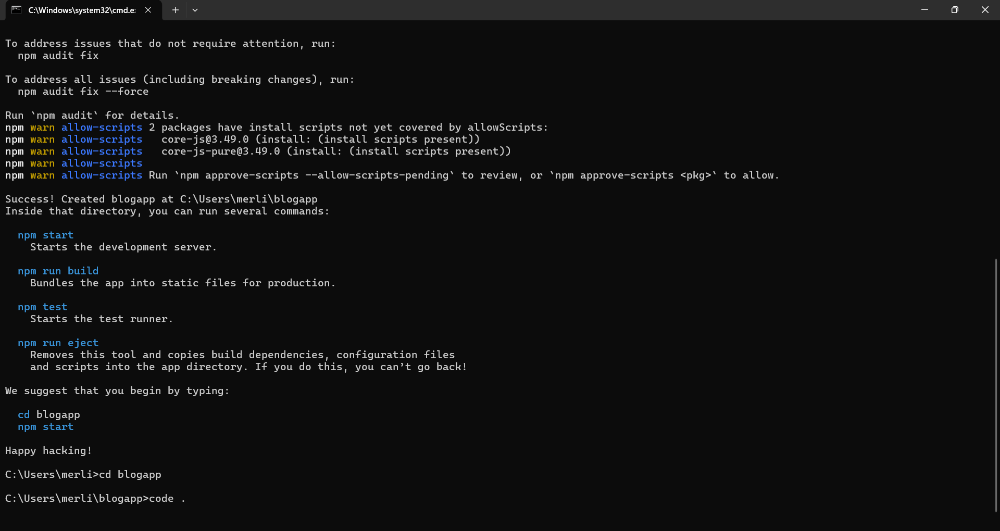 C:\Windows\system32\cmd.e
To address issues that do not require attention, run:
  npm audit fix
To address all issues (including breaking changes), run:
  npm audit fix --force
Run `npm audit` for details.
npm warn allow-scripts 2 packages have install scripts not yet covered by allowScripts:
npm warn allow-scripts   core-js@3.49.0 (install: (install scripts present))
npm warn allow-scripts   core-js-pure@3.49.0 (install: (install scripts present))
npm warn allow-scripts
npm warn allow-scripts Run `npm approve-scripts --allow-scripts-pending` to review, or `npm approve-scripts <pkg>` to allow.
Success! Created blogapp at C:\Users\merli\blogapp
Inside that directory, you can run several commands:
  npm start
    Starts the development server.
  npm run build
    Bundles the app into static files for production.
  npm test
    Starts the test runner.
  npm run eject
    Removes this tool and copies build dependencies, configuration files
    and scripts into the app directory. If you do this, you can’t go back!
We suggest that you begin by typing:
  cd blogapp
  npm start
Happy hacking!
C:\Users\merli>cd blogapp
C:\Users\merli\blogapp>code .